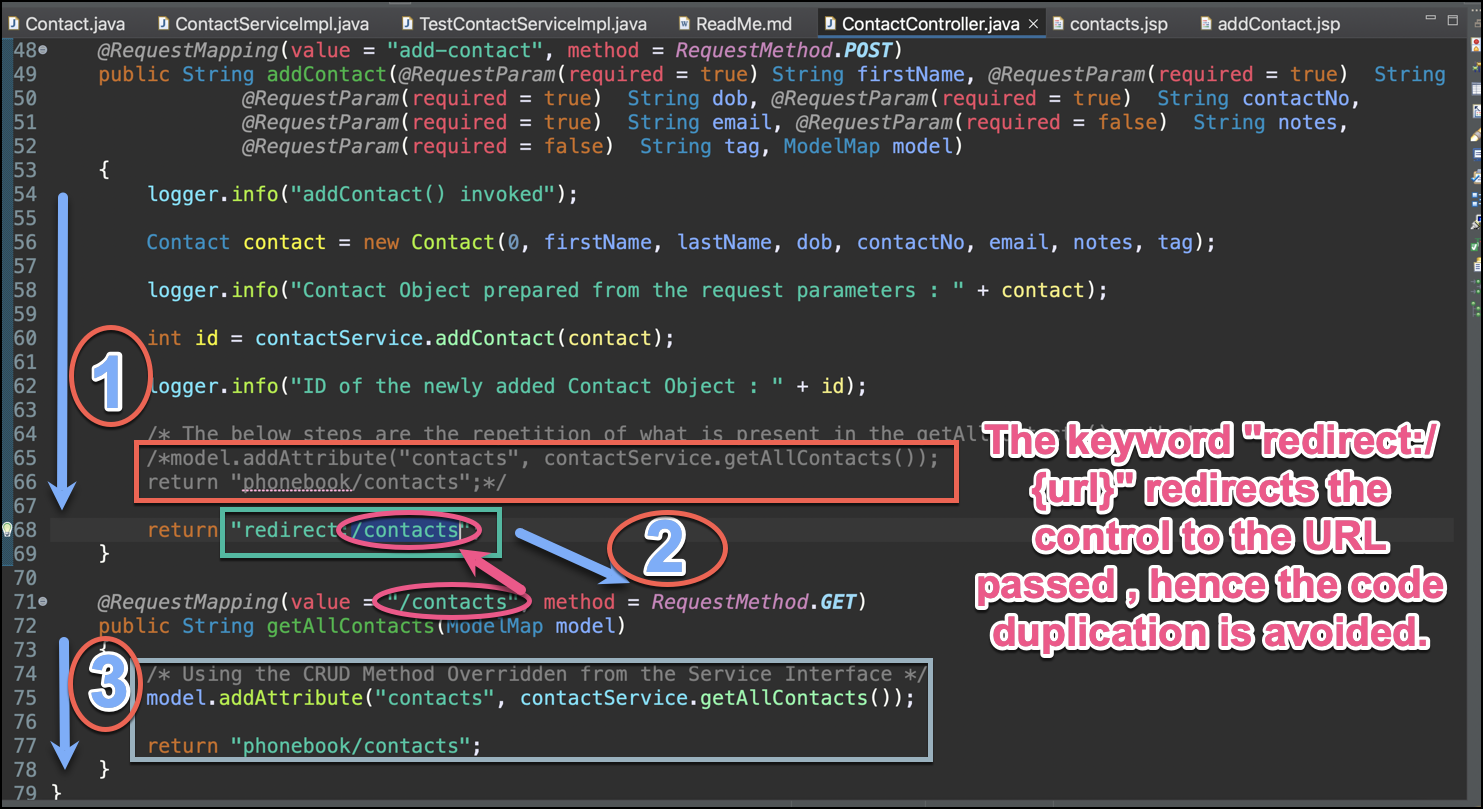 Contact.java ContactServiceImpl.java TestContactServiceImpl.java ReadMe.md ContactController.java contacts.jsp addContact.jsp
48 @RequestMapping(value = "add-contact", method = RequestMethod.POST)
49 public String addContact(@RequestParam(required = true) String firstName, @RequestParam(required = true) String
50 @RequestParam(required = true) String dob, @RequestParam(required = true) String contactNo,
51 @RequestParam(required = true) String email, @RequestParam(required = false) String notes,
52 @RequestParam(required = false) String tag, ModelMap model)
53 {
54 logger.info("addContact() invoked");
55
56 Contact contact = new Contact(0, firstName, lastName, dob, contactNo, email, notes, tag);
57
58 logger.info("Contact Object prepared from the request parameters : " + contact);
59
60 int id = contactService.addContact(contact);
61
62 logger.info("ID of the newly added Contact Object : " + id);
63
64 /* The below steps are the repetition of what is present in the
65 /*model.addAttribute("contacts", contactService.getAllContacts());
66 return "phonebook/contacts";*/
67
68 return "redirect:/contacts"
69 }
70
71 @RequestMapping(value = "/contacts", method = RequestMethod.GET)
72 public String getAllContacts(ModelMap model)
73 {
74 /* Using the CRUD Method Overridden from the Service Interface */
75 model.addAttribute("contacts", contactService.getAllContacts());
76
77 return "phonebook/contacts";
78 }
79 }
1
2
3
The keyword "redirect:/
{url}" redirects the
control to the URL
passed , hence the code
duplication is avoided.